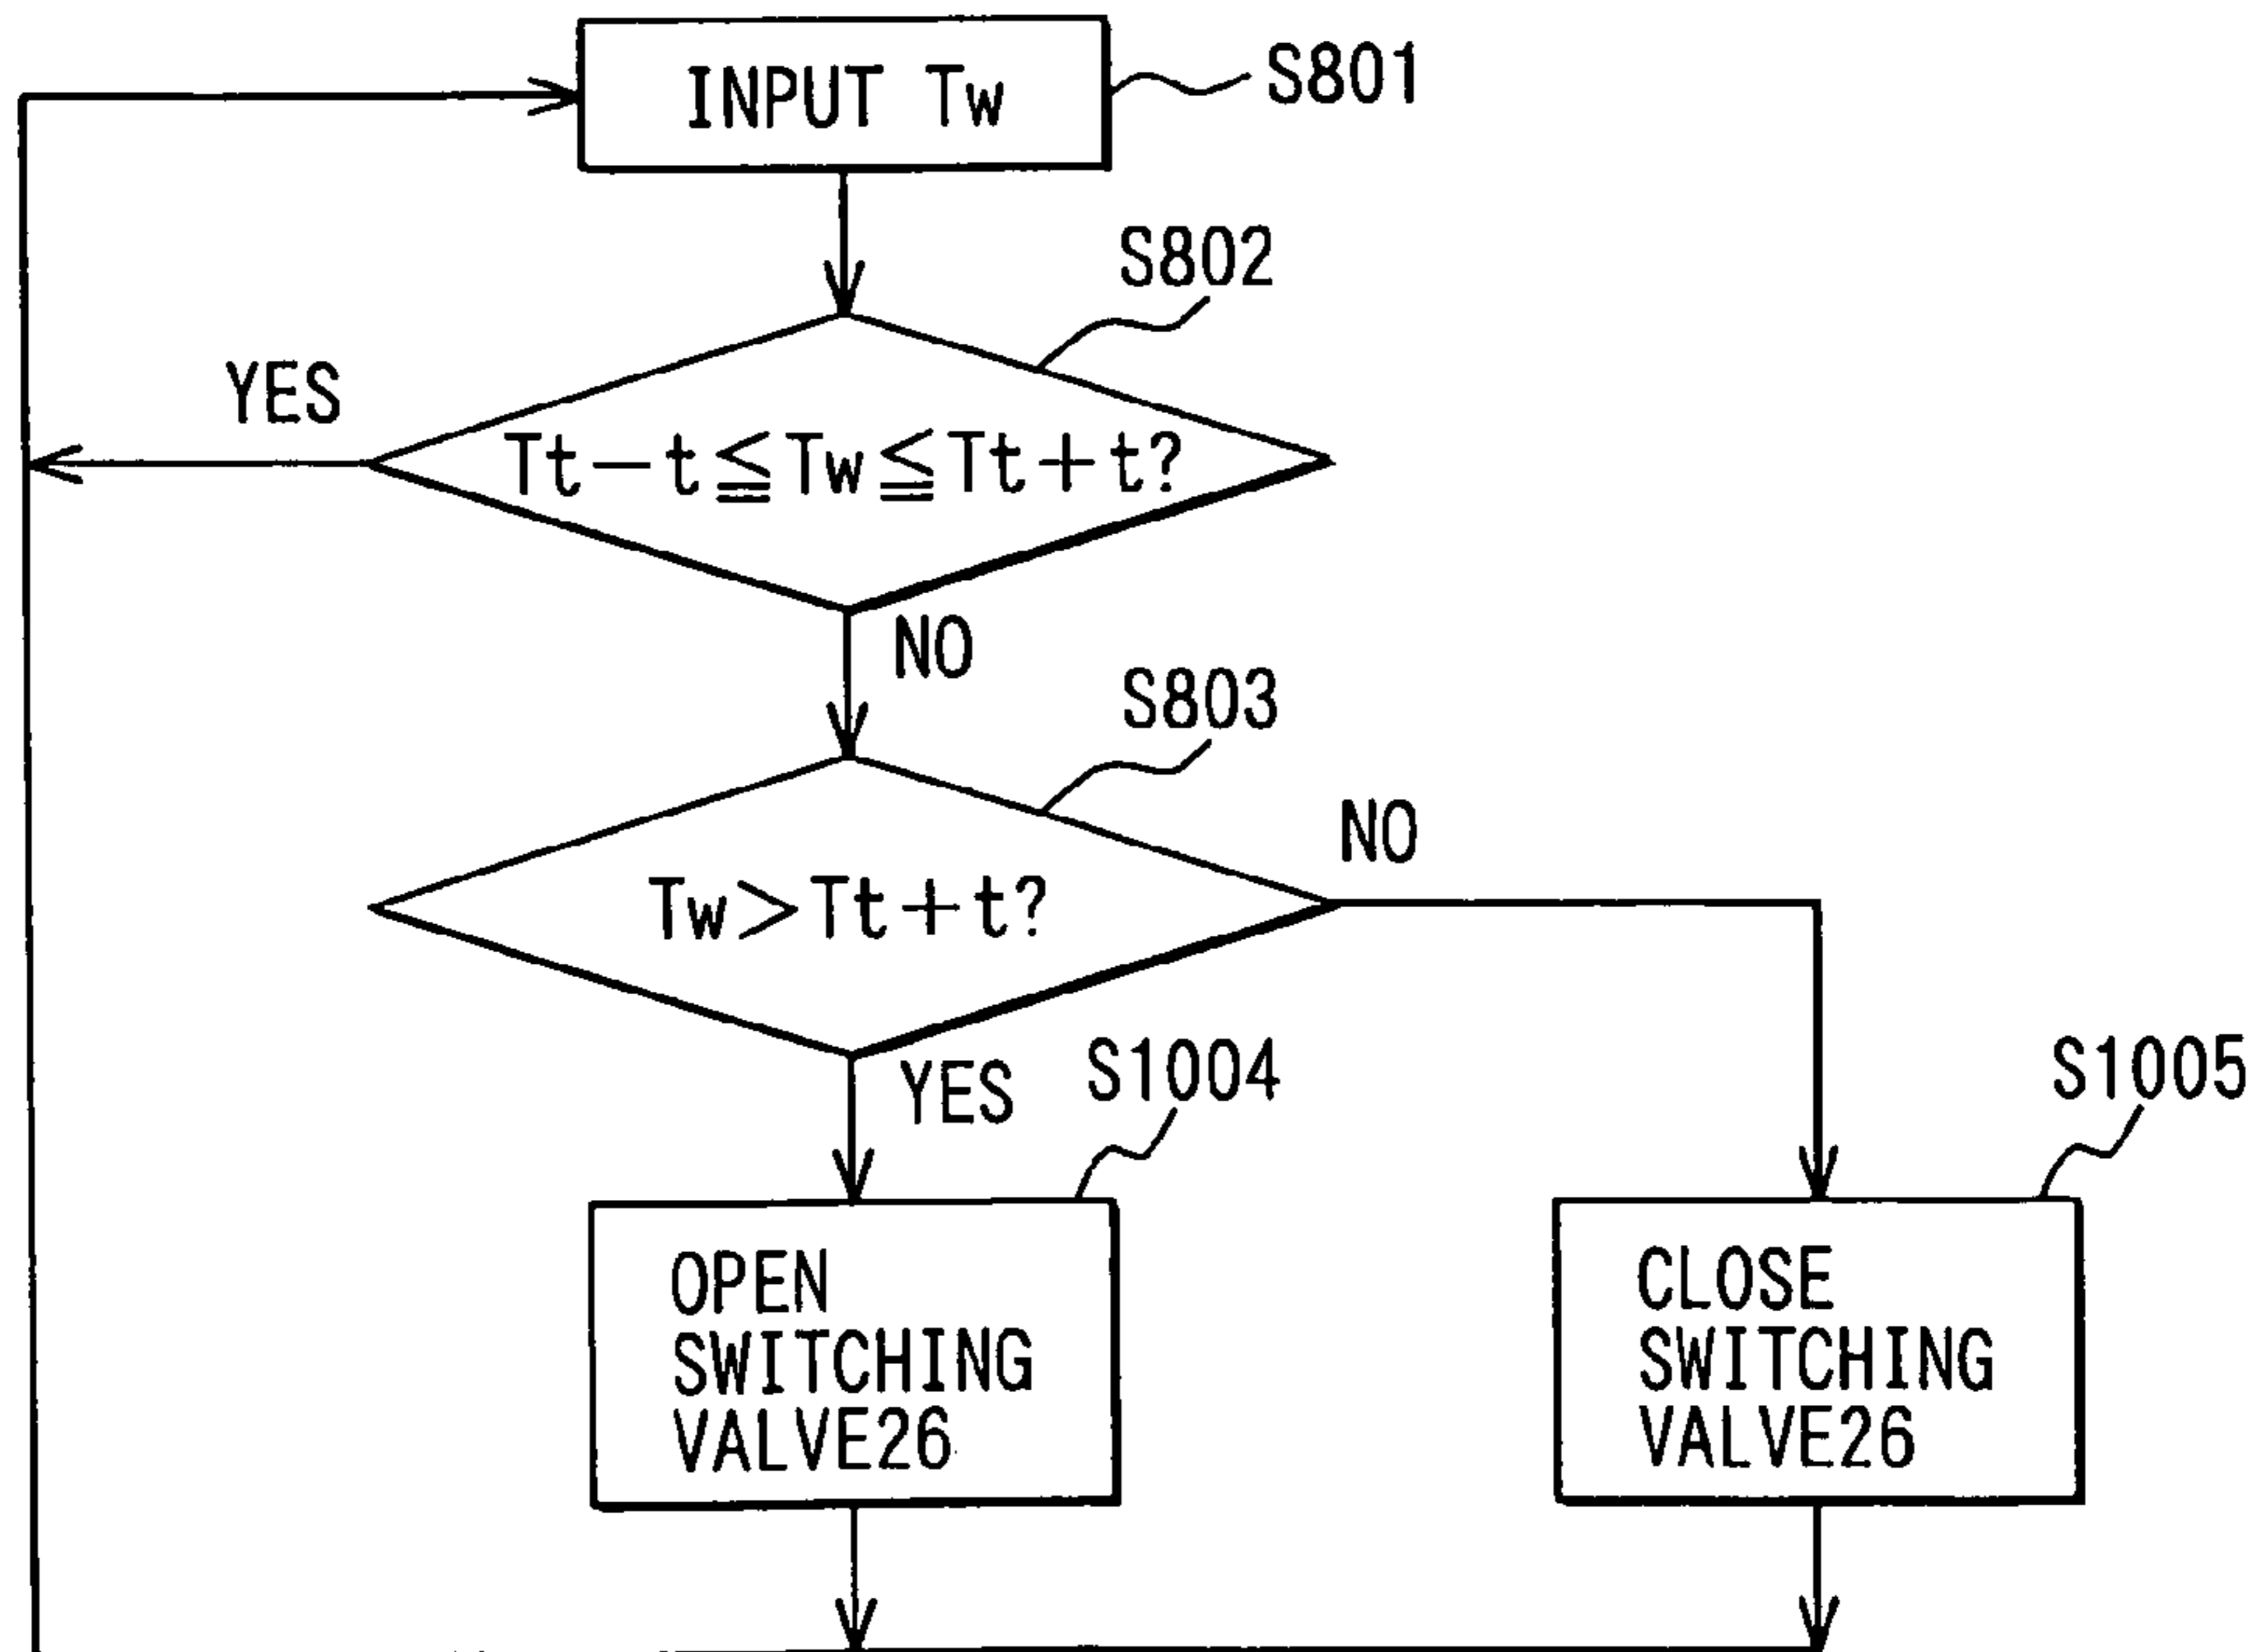 INPUT Tw
S801
S802
YES
Tt−t≦Tw≦Tt+t?
NO
S803
NO
Tw>Tt+t?
YES
S1004
S1005
OPEN
SWITCHING
VALVE26
CLOSE
SWITCHING
VALVE26